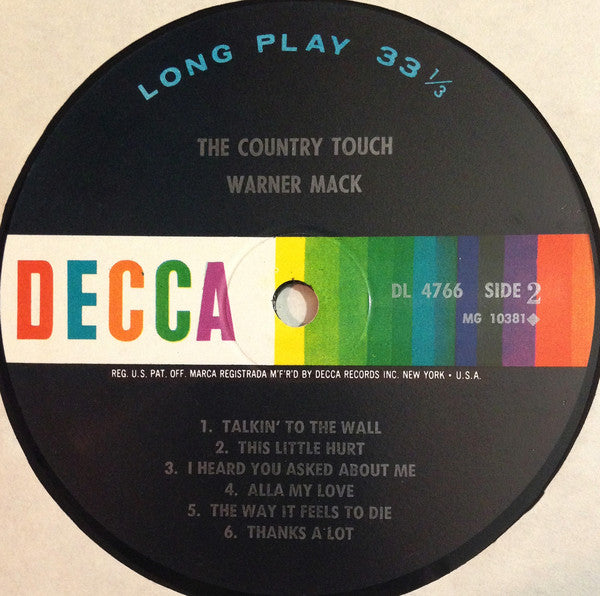 LONG PLAY 33 1/3
THE COUNTRY TOUCH
WARNER MACK
DECCA
DL 4766 SIDE 2
MG 10381◆
REG. U.S. PAT. OFF. MARCA REGISTRADA M'F'R'D BY DECCA RECORDS INC. NEW YORK • U.S.A.
1. TALKIN' TO THE WALL
2. THIS LITTLE HURT
3. I HEARD YOU ASKED ABOUT ME
4. ALLA MY LOVE
5. THE WAY IT FEELS TO DIE
6. THANKS A LOT